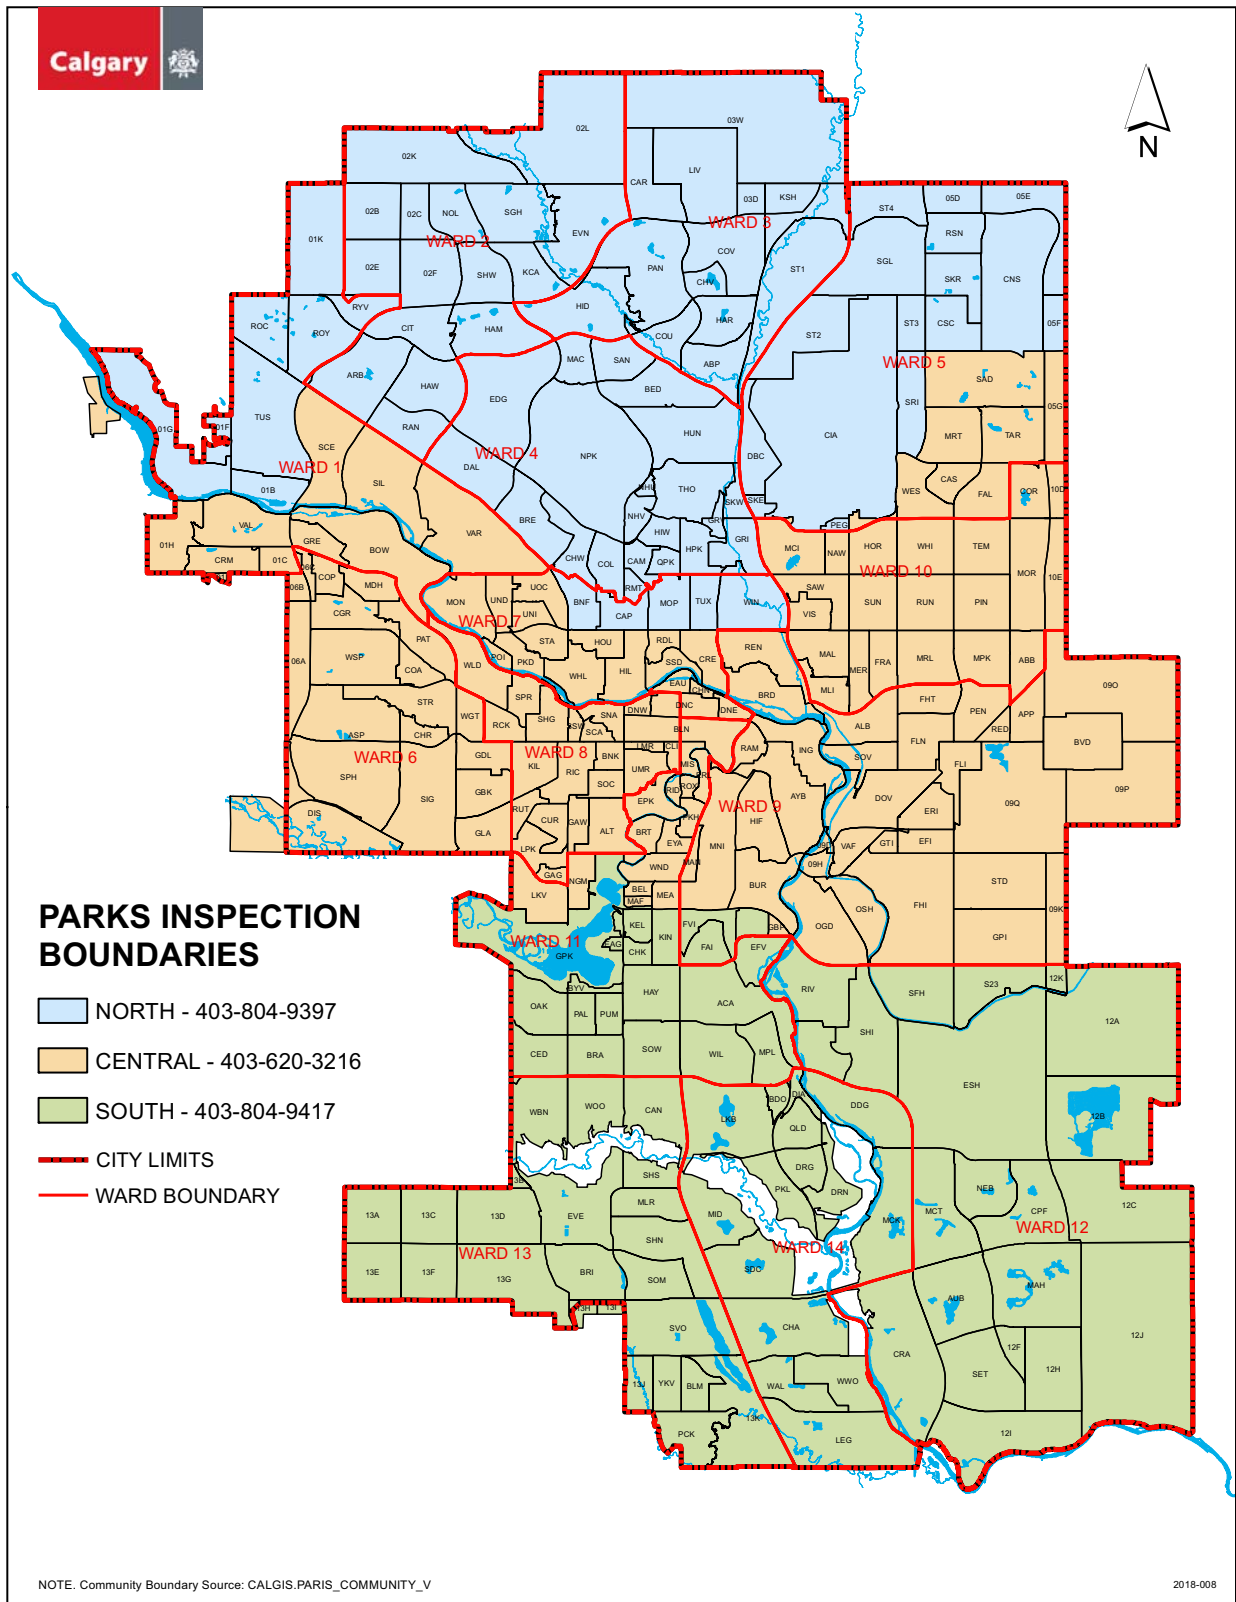 Calgary
N
02L
03W
02K
LIV
CAR
03D
KSH
02B
02C
NOL
SGH
ST4
05D
05E
WARD 2
EVN
WARD 3
RSN
01K
COV
PAN
SGL
02E
02F
SHW
KCA
ST1
CHV
SKR
CNS
RYV
HID
ROC
ROY
CIT
HAM
HAR
ST2
ST3
CSC
05F
COU
MAC
SAN
ABP
WARD 5
ARB
HAW
BED
SAD
EDG
SRI
05G
TUS
01G
01F
RAN
HUN
CIA
MRT
TAR
SCE
WARD 4
NPK
DBC
WARD 1
DAL
SIL
CAS
01B
NHU
THO
WES
FAL
COR
10D
SKW
SKE
VAL
BRE
NHV
GRV
PEG
VAR
HIW
GRI
01H
GRE
BOW
HPK
MCI
NAW
HOR
WHI
TEM
CRM
01C
06C
CHW
COL
CAM
QPK
WARD 10
MOR
10E
COP
MDH
RMT
06B
UOC
SAW
MON
UND
BNF
MOP
TUX
WIN
SUN
RUN
PIN
CGR
UNI
CAP
VIS
WARD 7
PAT
STA
HOU
RDL
REN
WSP
06A
COA
WLD
POI
PKD
HIL
SSD
CRE
MAL
MER
FRA
MRL
MPK
ABB
WHL
EAU
CHN
MLI
BRD
09O
STR
SPR
DNW
DNC
DNE
FHT
WGT
RCK
SHG
SSW
SNA
SCA
BLN
ALB
PEN
RED
APP
ASP
CHR
WARD 6
WARD 8
LMR
CLI
RAM
ING
FLN
BVD
GDL
BNK
SOV
SPH
KIL
RIC
UMR
MIS
ERL
FLI
SIG
GBK
SOC
RID
ROX
AYB
DOV
09Q
09P
DIS
RUT
EPK
WARD 9
ERI
CUR
GAW
ALT
PKH
HIF
GLA
BRT
EYA
MNI
VAF
GTI
EFI
LPK
MAN
09H
GAG
NGM
WND
STD
LKV
BEL
MEA
BUR
MAF
OSH
FHI
09K
PARKS INSPECTION
BOUNDARIES
KEL
FVI
GBP
OGD
KIN
GPI
WARD 11
EAG
CHK
FAI
EFV
GPK
BYV
HAY
RIV
SFH
S23
12K
NORTH - 403-804-9397
OAK
PAL
PUM
ACA
12A
SHI
CENTRAL - 403-620-3216
CED
BRA
SOW
WIL
MPL
ESH
SOUTH - 403-804-9417
WBN
WOO
CAN
BDO
DIA
DDG
LKB
12B
QLD
CITY LIMITS
DRG
SHS
13B
PKL
DRN
NEB
WARD BOUNDARY
MLR
12C
13A
13C
13D
EVE
MID
MCK
MCT
CPF
WARD 12
SHN
WARD 14
WARD 13
SDC
13E
13F
13G
BRI
SOM
MAH
AUB
13H
13I
SVO
CHA
12J
12F
CRA
SET
12H
13J
YKV
BLM
WAL
WWO
13K
PCK
LEG
12I
NOTE. Community Boundary Source: CALGIS.PARIS_COMMUNITY_V
2018-008